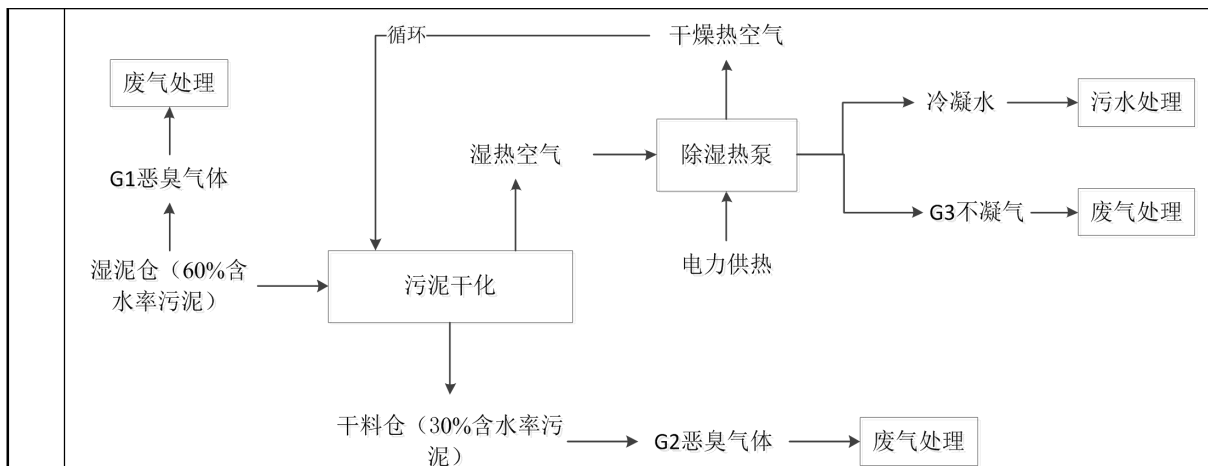 循环
干燥热空气
废气处理
冷凝水
污水处理
湿热空气
除湿热泵
G1恶臭气体
G3不凝气
废气处理
湿泥仓（60%含
水率污泥）
污泥干化
电力供热
干料仓（30%含水率污
泥）
G2恶臭气体
废气处理